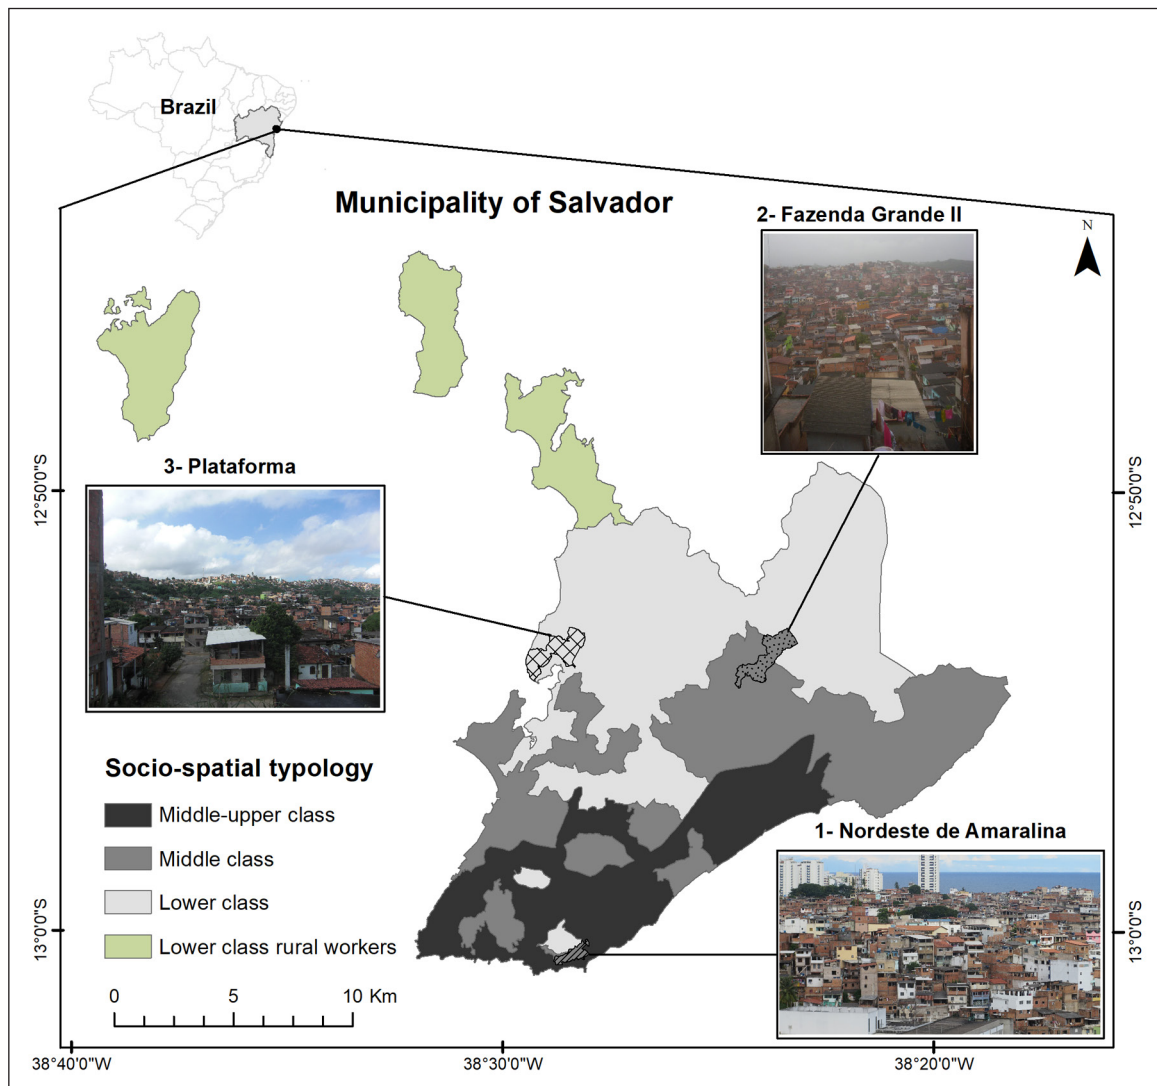 Brazil
Municipality of Salvador
2- Fazenda Grande II
N
3- Plataforma
12°50'0"S
12°50'0"S
Socio-spatial typology
Middle-upper class
Middle class
Lower class
Lower class rural workers
1- Nordeste de Amaralina
13°0'0"S
13°0'0"S
0 5 10 Km
38°40'0"W 38°30'0"W 38°20'0"W